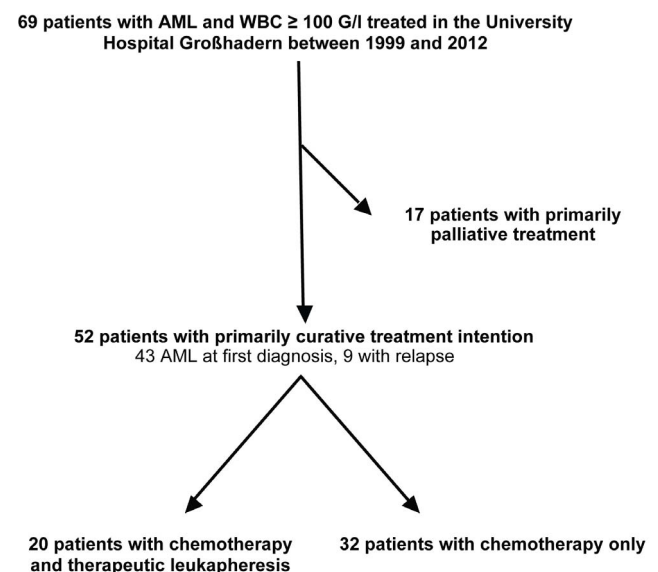 69 patients with AML and WBC ≥ 100 G/l treated in the University
Hospital Großhadern between 1999 and 2012
17 patients with primarily
palliative treatment
52 patients with primarily curative treatment intention
43 AML at first diagnosis, 9 with relapse
20 patients with chemotherapy
and therapeutic leukapheresis
32 patients with chemotherapy only